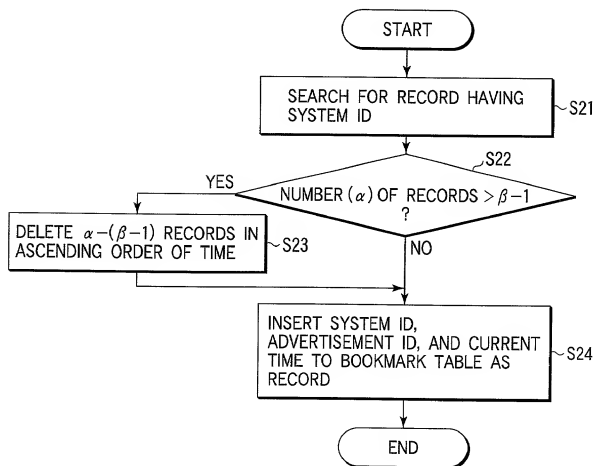 START
SEARCH FOR RECORD HAVING
SYSTEM ID
S21
S22
NUMBER (α) OF RECORDS > β-1
?
YES
NO
DELETE α-(β-1) RECORDS IN
ASCENDING ORDER OF TIME
S23
INSERT SYSTEM ID,
ADVERTISEMENT ID, AND CURRENT
TIME TO BOOKMARK TABLE AS
RECORD
S24
END